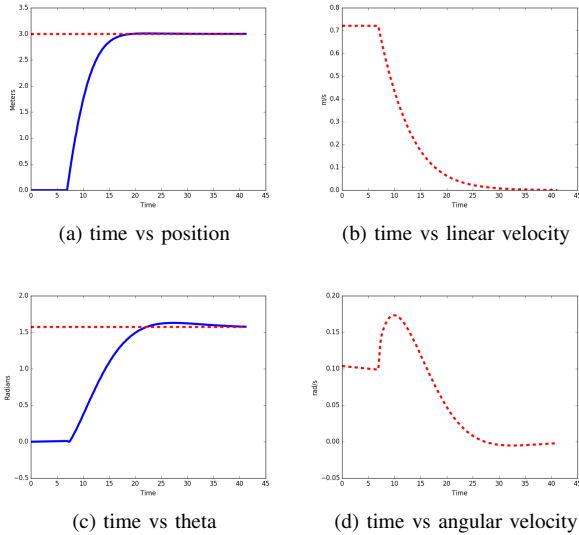 Meters
3.5
3.0
2.5
2.0
1.5
1.0
0.5
0.0
0 5 10 15 20 25 30 35 40 45
Time
(a) time vs position
m/s
0.8
0.7
0.6
0.5
0.4
0.3
0.2
0.1
0.0
0 5 10 15 20 25 30 35 40 45
Time
(b) time vs linear velocity
Radians
2.0
1.5
1.0
0.5
0.0
−0.5
0 5 10 15 20 25 30 35 40 45
Time
(c) time vs theta
rad/s
0.20
0.15
0.10
0.05
0.00
−0.05
0 5 10 15 20 25 30 35 40 45
Time
(d) time vs angular velocity